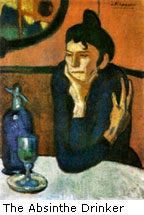 The Absinthe Drinker